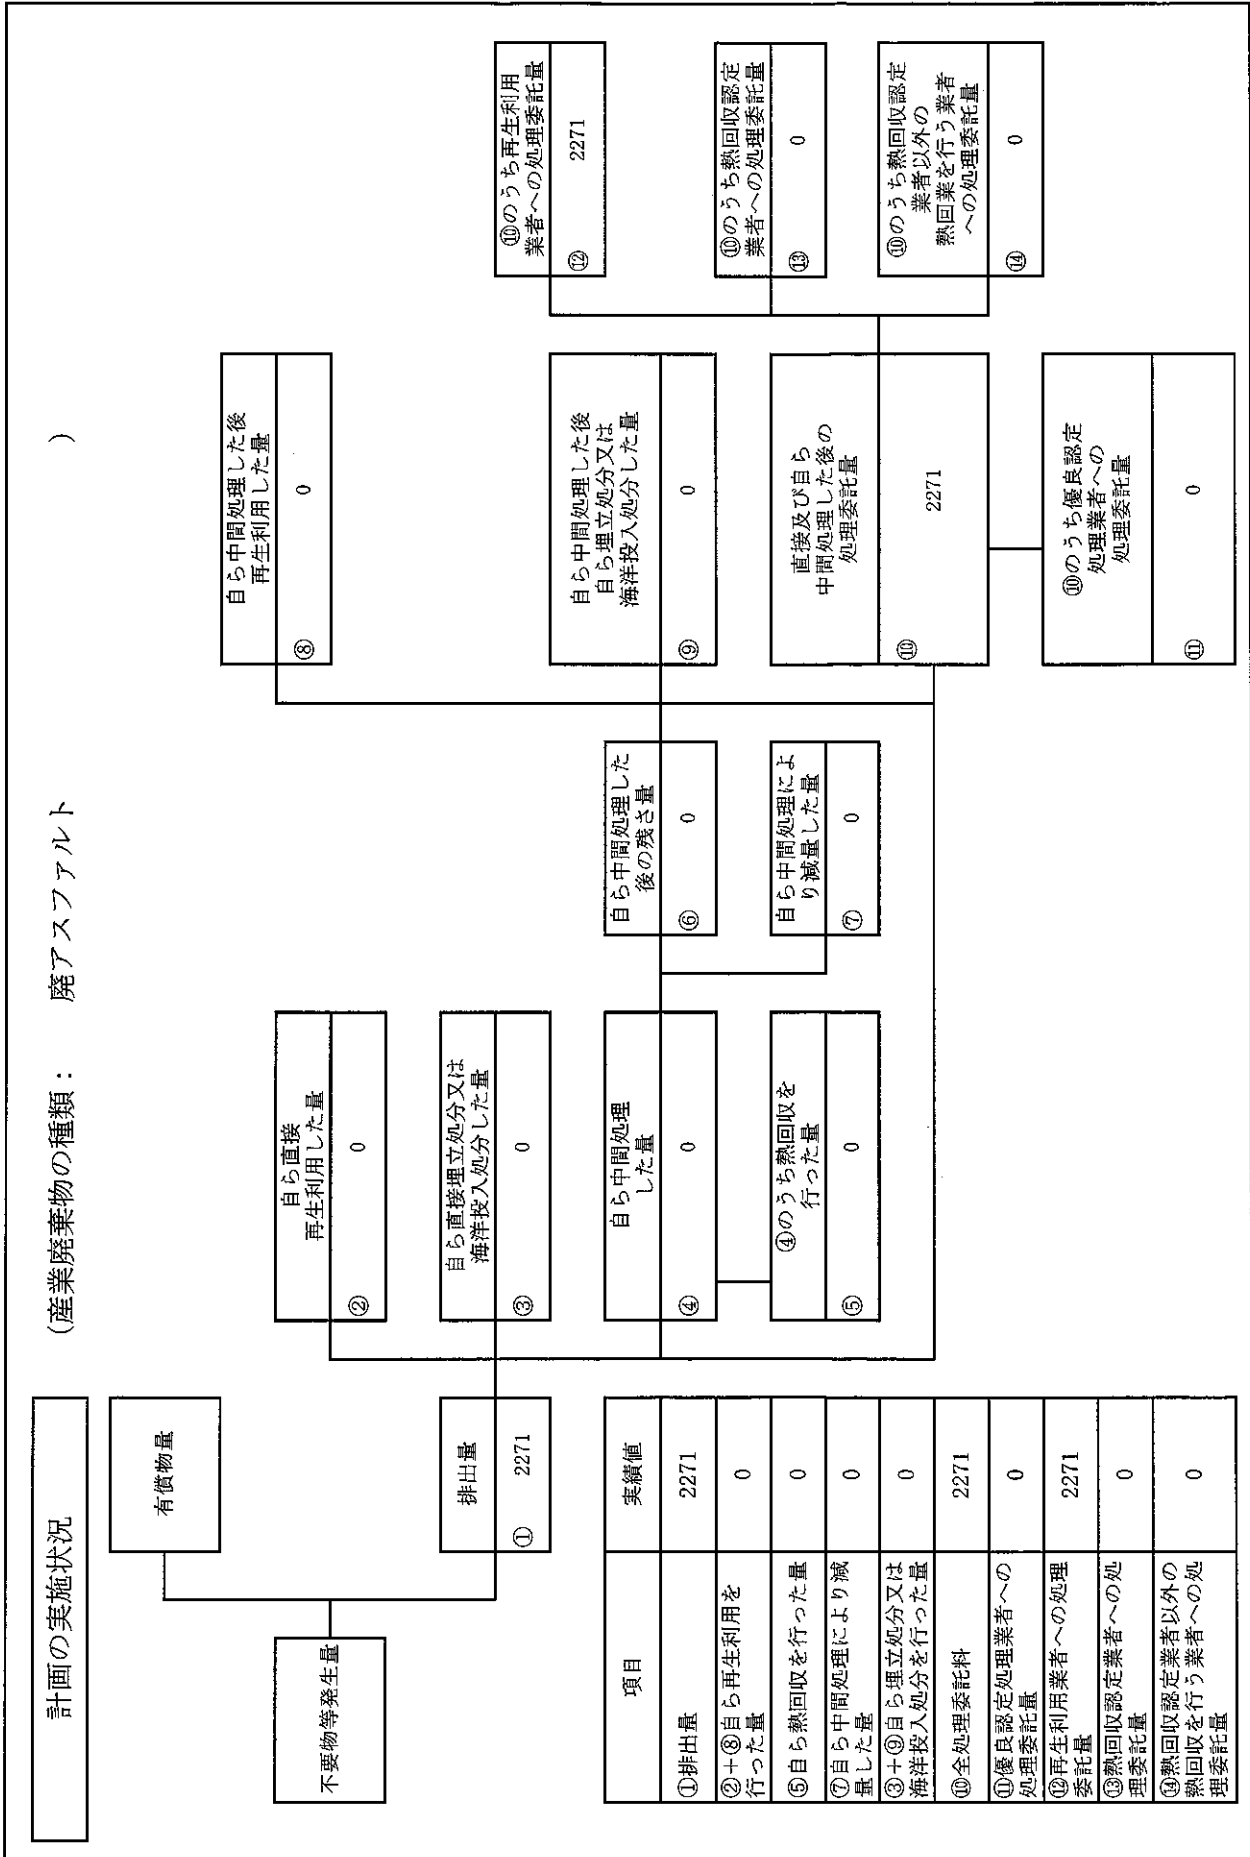 計画の実施状況
(産業廃棄物の種類： 廃アスファルト )
不要物等発生量
有償物量
排出量
① 2271
自ら直接
再生利用した量
② 0
自ら直接埋立処分又は
海洋投入処分した量
③ 0
自ら中間処理
した量
④ 0
④のうち熱回収を
行った量
⑤ 0
自ら中間処理した
後の残さ量
⑥ 0
自ら中間処理によ
り減量した量
⑦ 0
自ら中間処理した後
再生利用した量
⑧ 0
自ら中間処理した後
自ら埋立処分又は
海洋投入処分した量
⑨ 0
直接及び自ら
中間処理した後の
処理委託量
⑩ 2271
⑩のうち優良認定
処理業者への
処理委託量
⑪ 0
⑩のうち再生利用
業者への処理委託量
⑫ 2271
⑩のうち熱回収認定
業者への処理委託量
⑬ 0
⑩のうち熱回収認定
業者以外の
熱回業を行う業者
への処理委託量
⑭ 0
項目 実績値
①排出量 2271
②+⑧自ら再生利用を
行った量 0
⑤自ら熱回収を行った量 0
⑦自ら中間処理により減
量した量 0
③+⑨自ら埋立処分又は
海洋投入処分を行った量 0
⑩全処理委託料 2271
⑪優良認定処理業者への
処理委託量 0
⑫再生利用業者への処理
委託量 2271
⑬熱回収認定業者への処
理委託量 0
⑭熱回収認定業者以外の
熱回収を行う業者への処
理委託量 0